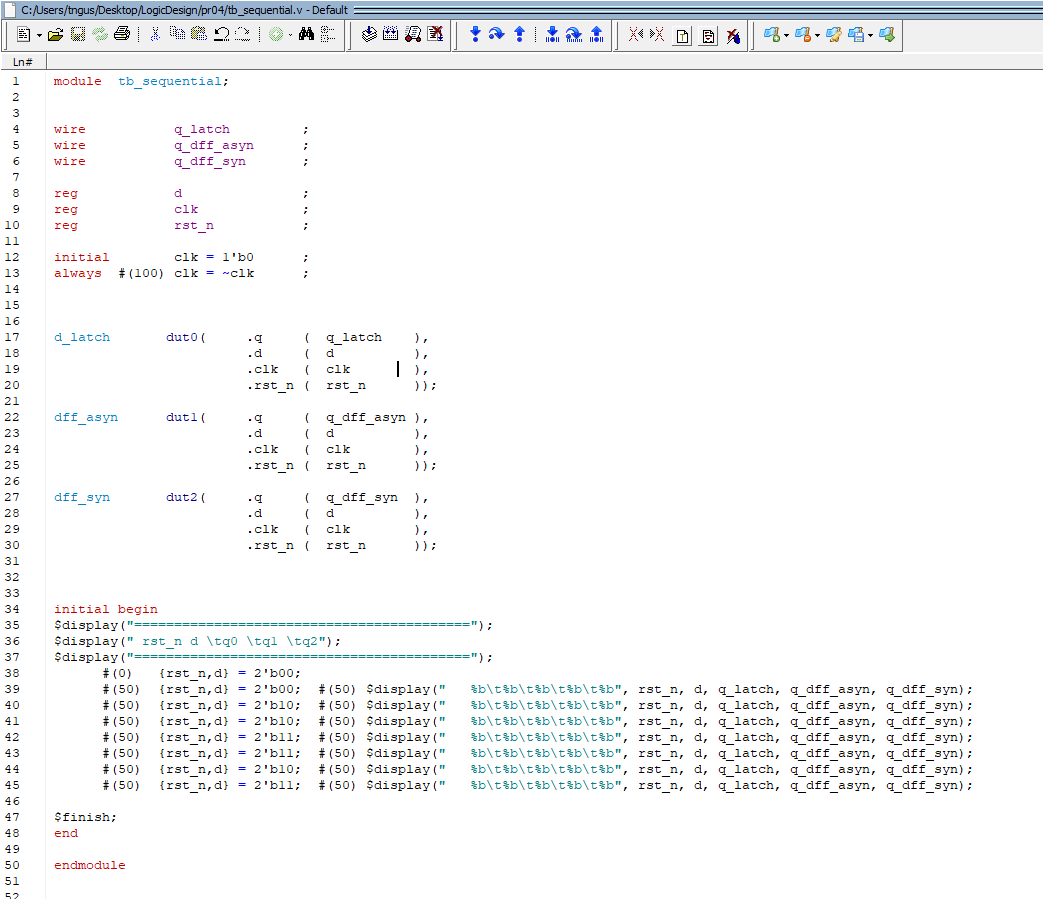 C:/Users/tngus/Desktop/LogicDesign/pr04/tb_sequential.v - Default
Ln#
1 module tb_sequential;
2
3
4 wire q_latch ;
5 wire q_dff_asyn ;
6 wire q_dff_syn ;
7
8 reg d ;
9 reg clk ;
10 reg rst_n ;
11
12 initial clk = 1'b0 ;
13 always #(100) clk = ~clk ;
14
15
16
17 d_latch dut0( .q ( q_latch ),
18 .d ( d ),
19 .clk ( clk ),
20 .rst_n ( rst_n ));
21
22 dff_asyn dut1( .q ( q_dff_asyn ),
23 .d ( d ),
24 .clk ( clk ),
25 .rst_n ( rst_n ));
26
27 dff_syn dut2( .q ( q_dff_syn ),
28 .d ( d ),
29 .clk ( clk ),
30 .rst_n ( rst_n ));
31
32
33
34 initial begin
35 $display("==========================================");
36 $display(" rst_n d \tq0 \tq1 \tq2");
37 $display("==========================================");
38 #(0) {rst_n,d} = 2'b00;
39 #(50) {rst_n,d} = 2'b00; #(50) $display(" %b\t%b\t%b\t%b\t%b", rst_n, d, q_latch, q_dff_asyn, q_dff_syn);
40 #(50) {rst_n,d} = 2'b10; #(50) $display(" %b\t%b\t%b\t%b\t%b", rst_n, d, q_latch, q_dff_asyn, q_dff_syn);
41 #(50) {rst_n,d} = 2'b10; #(50) $display(" %b\t%b\t%b\t%b\t%b", rst_n, d, q_latch, q_dff_asyn, q_dff_syn);
42 #(50) {rst_n,d} = 2'b11; #(50) $display(" %b\t%b\t%b\t%b\t%b", rst_n, d, q_latch, q_dff_asyn, q_dff_syn);
43 #(50) {rst_n,d} = 2'b11; #(50) $display(" %b\t%b\t%b\t%b\t%b", rst_n, d, q_latch, q_dff_asyn, q_dff_syn);
44 #(50) {rst_n,d} = 2'b10; #(50) $display(" %b\t%b\t%b\t%b\t%b", rst_n, d, q_latch, q_dff_asyn, q_dff_syn);
45 #(50) {rst_n,d} = 2'b11; #(50) $display(" %b\t%b\t%b\t%b\t%b", rst_n, d, q_latch, q_dff_asyn, q_dff_syn);
46
47 $finish;
48 end
49
50 endmodule
51
52